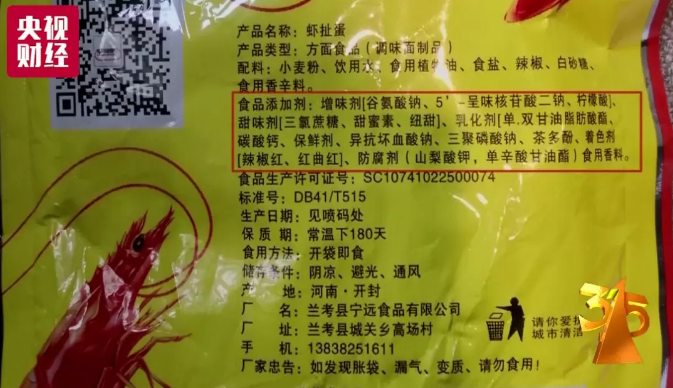 央视
财经
产品名称：虾扯蛋
产品类型：方面食品（调味面制品）
配料：小麦粉、饮用水、食用植物油、食盐、辣椒、白砂糖、
食用香辛料。
食品添加剂：增味剂[谷氨酸钠、5'-呈味核苷酸二钠、柠檬酸]、
甜味剂[三氯蔗糖、甜蜜素、纽甜]、乳化剂[单.双甘油脂肪酸酯、
碳酸钙、保鲜剂、异抗坏血酸钠、三聚磷酸钠、茶多酚、着色剂
[辣椒红、红曲红]、防腐剂（山梨酸钾，单辛酸甘油酯）食用香料。
食品生产许可证号：SC10741022500074
标准号：DB41/T515
生产日期：见喷码处
保 质 期：常温下180天
食用方法：开袋即食
储存条件：阴凉、避光、通风
产 地：河南·开封
厂 名：兰考县宁远食品有限公司
厂 址：兰考县城关乡高场村
手 机：13838251611
厂家忠告：如发现胀袋、漏气、变质、请勿食用！
请你爱护
城市清洁
315